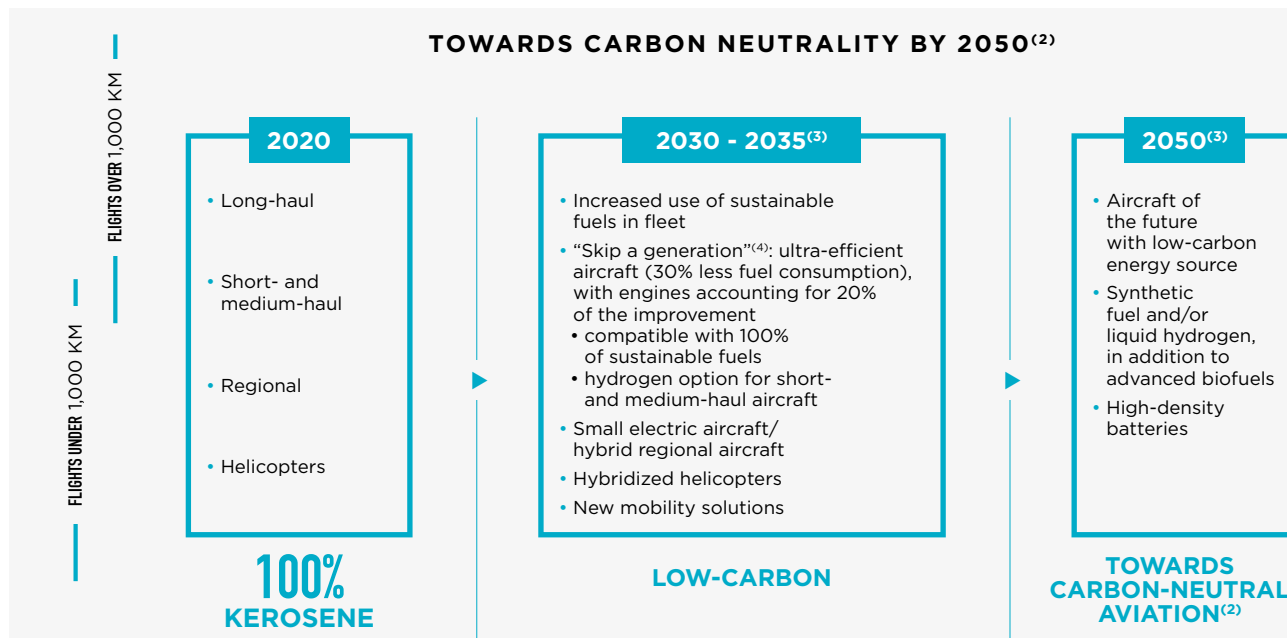 TOWARDS CARBON NEUTRALITY BY 2050(2)
FLIGHTS OVER 1,000 KM
FLIGHTS UNDER 1,000 KM
2020
• Long-haul
• Short- and
medium-haul
• Regional
• Helicopters
100%
KEROSENE
2030 - 2035(3)
• Increased use of sustainable
fuels in fleet
• “Skip a generation”(4): ultra-efficient
aircraft (30% less fuel consumption),
with engines accounting for 20%
of the improvement
• compatible with 100%
of sustainable fuels
• hydrogen option for short-
and medium-haul aircraft
• Small electric aircraft/
hybrid regional aircraft
• Hybridized helicopters
• New mobility solutions
LOW-CARBON
2050(3)
• Aircraft of
the future
with low-carbon
energy source
• Synthetic
fuel and/or
liquid hydrogen,
in addition to
advanced biofuels
• High-density
batteries
TOWARDS
CARBON-NEUTRAL
AVIATION(2)